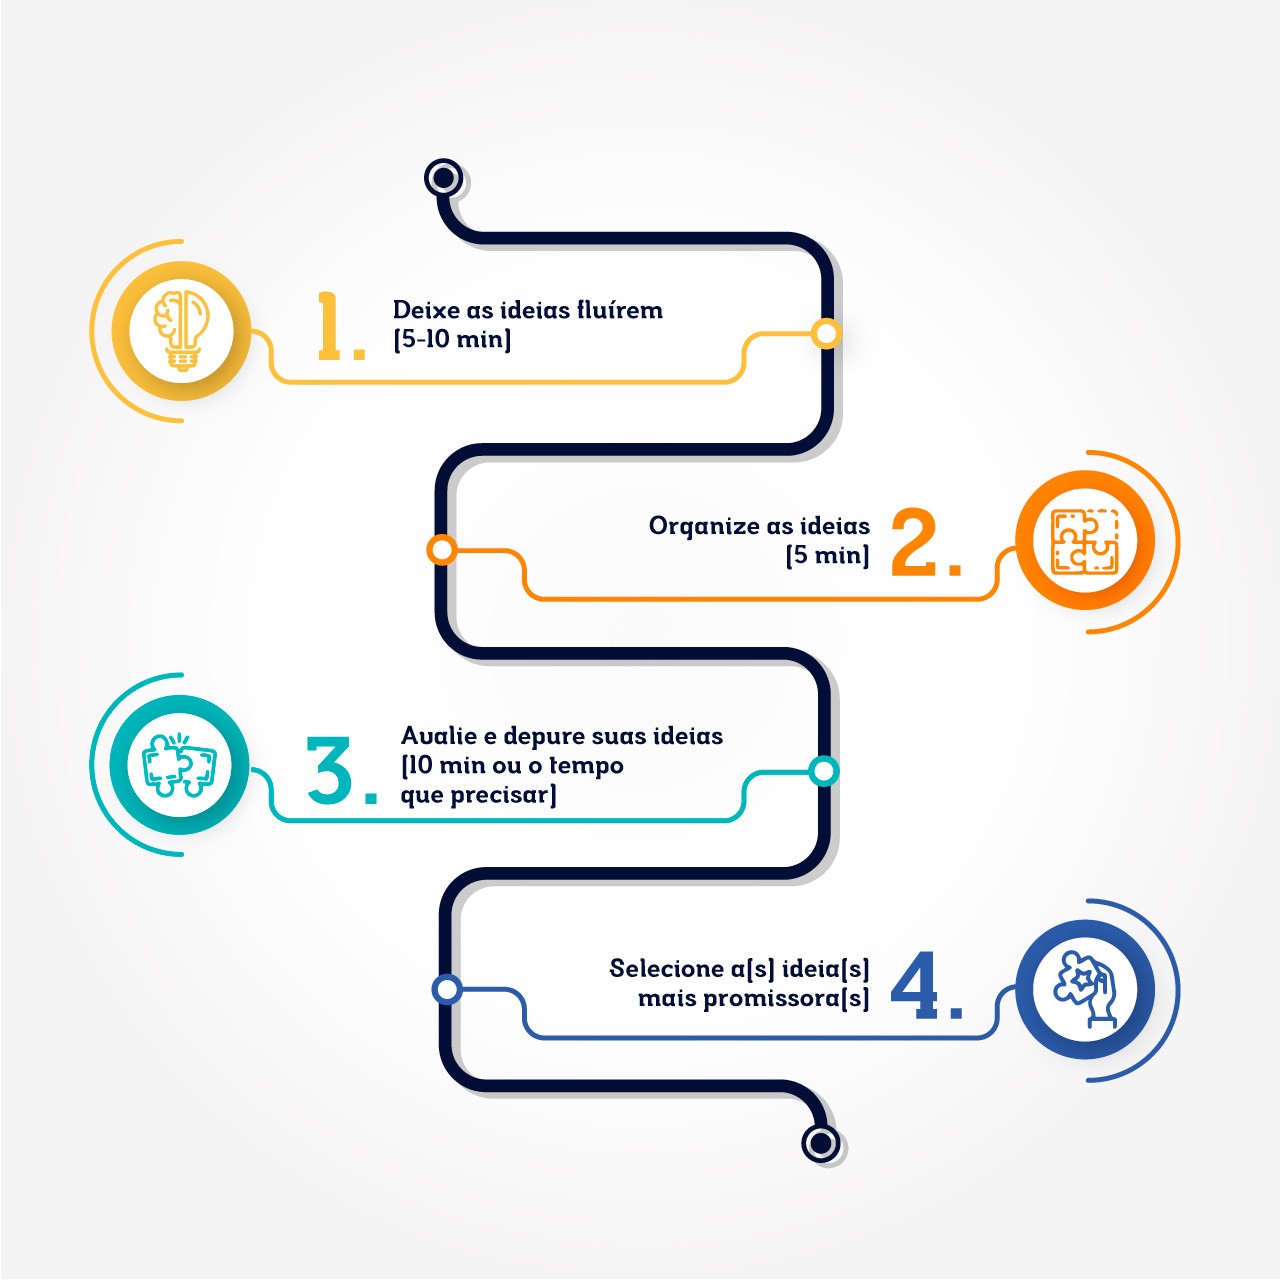 1.
Deixe as ideias fluírem
[5-10 min]
Organize as ideias
[5 min]
2.
3.
Avalie e depure suas ideias
[10 min ou o tempo
que precisar]
Selecione a[s] ideia[s]
mais promissora[s]
4.